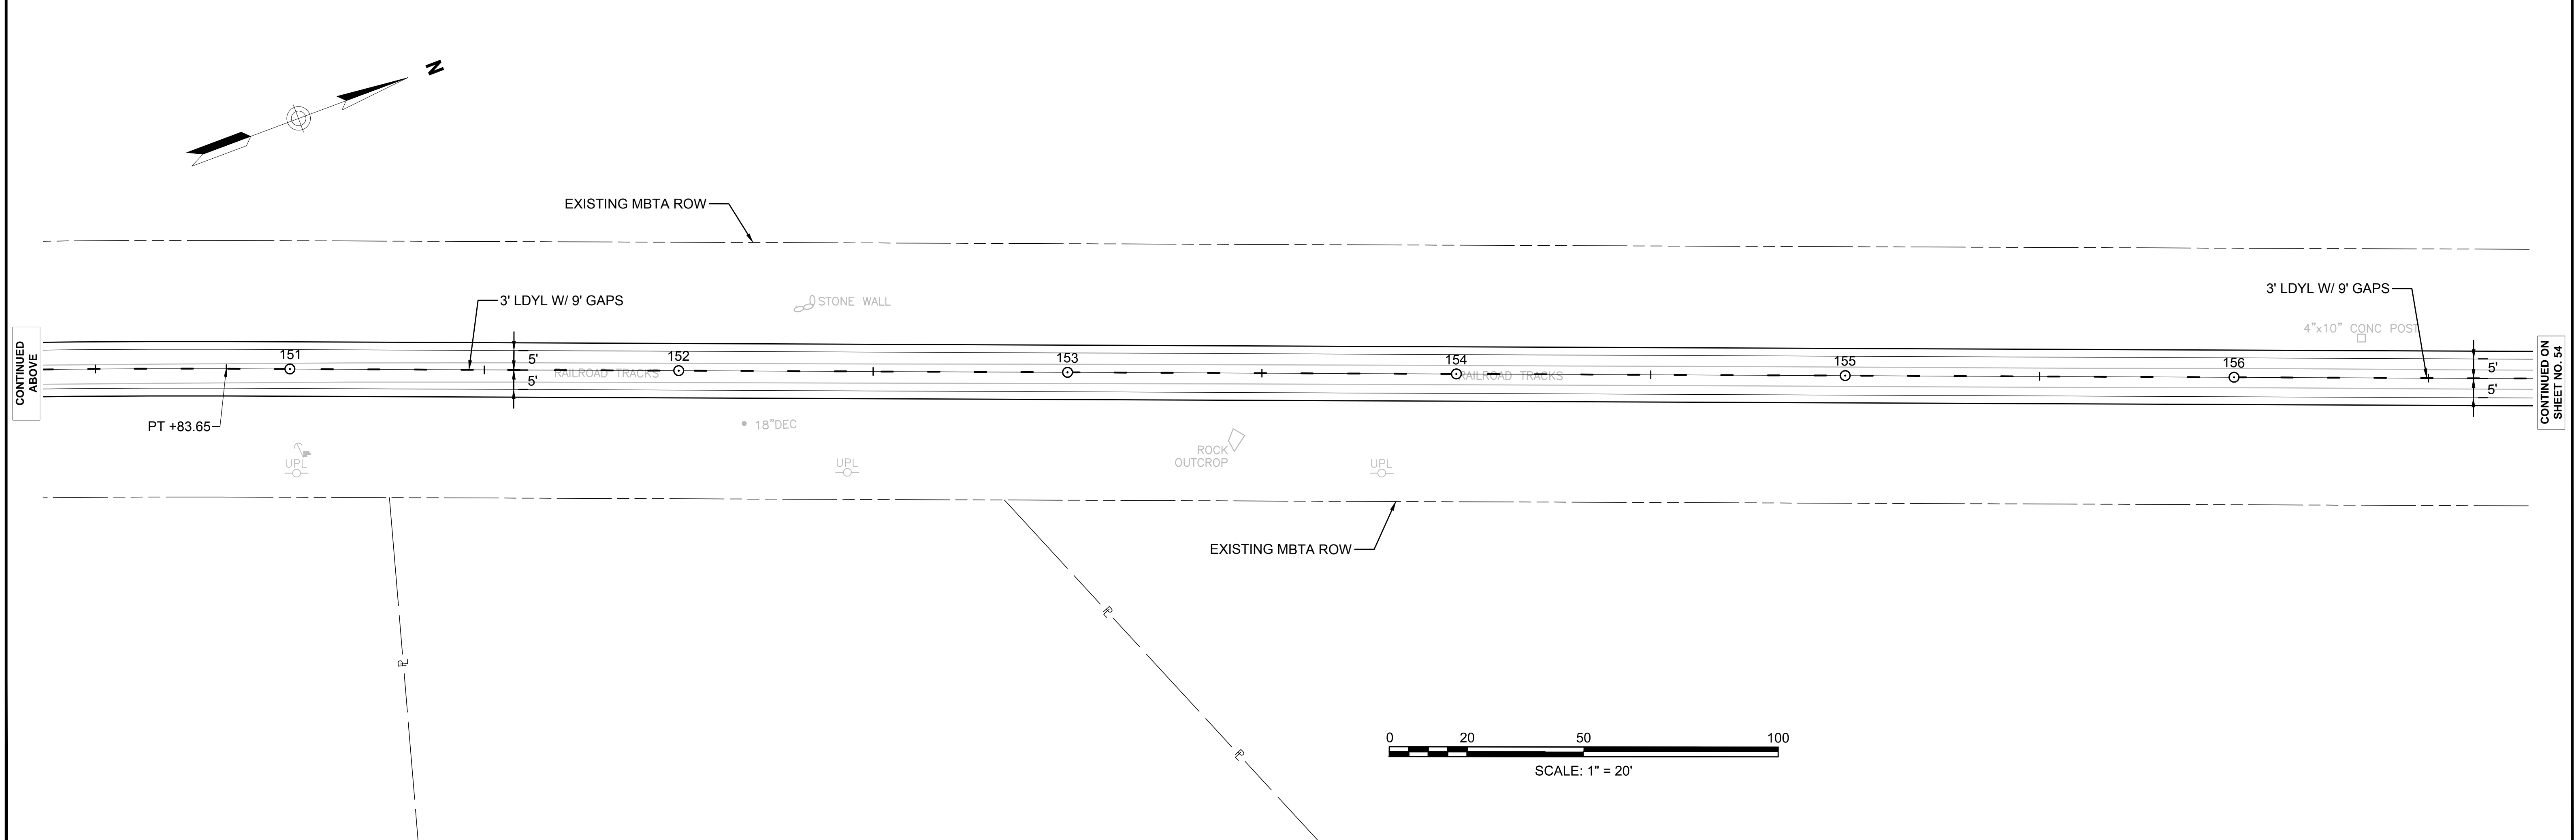 N
EXISTING MBTA ROW
3' LDYL W/ 9' GAPS
STONE WALL
3' LDYL W/ 9' GAPS
4"x10" CONC POST
CONTINUED
ABOVE
151
5'
5'
RAILROAD TRACKS
152
153
154
RAILROAD TRACKS
155
156
5'
5'
CONTINUED ON
SHEET NO. 54
PT +83.65
18"DEC
UPL
UPL
ROCK
OUTCROP
UPL
EXISTING MBTA ROW
PL
PL
PL
0 20 50 100
SCALE: 1" = 20'